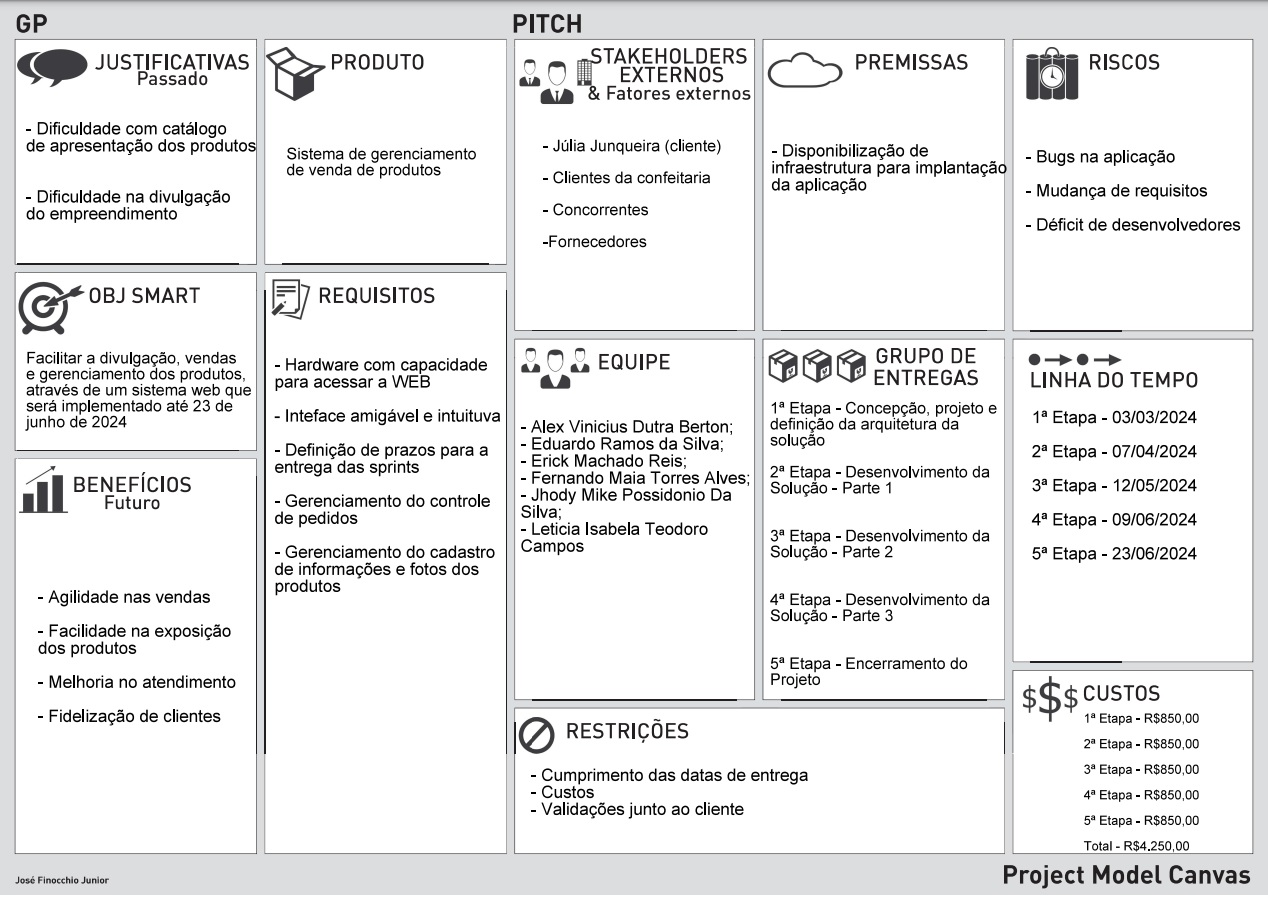 GP
PITCH
JUSTIFICATIVAS
Passado
- Dificuldade com catálogo
de apresentação dos produtos
- Dificuldade na divulgação
do empreendimento
PRODUTO
Sistema de gerenciamento
de venda de produtos
STAKEHOLDERS
EXTERNOS
& Fatores externos
- Júlia Junqueira (cliente)
- Clientes da confeitaria
- Concorrentes
-Fornecedores
PREMISSAS
- Disponibilização de
infraestrutura para implantação
da aplicação
RISCOS
- Bugs na aplicação
- Mudança de requisitos
- Déficit de desenvolvedores
OBJ SMART
Facilitar a divulgação, vendas
e gerenciamento dos produtos,
através de um sistema web que
será implementado até 23 de
junho de 2024
REQUISITOS
- Hardware com capacidade
para acessar a WEB
- Inteface amigável e intuituva
- Definição de prazos para a
entrega das sprints
- Gerenciamento do controle
de pedidos
- Gerenciamento do cadastro
de informações e fotos dos
produtos
EQUIPE
- Alex Vinicius Dutra Berton;
- Eduardo Ramos da Silva;
- Erick Machado Reis;
- Fernando Maia Torres Alves;
- Jhody Mike Possidonio Da
Silva;
- Leticia Isabela Teodoro
Campos
GRUPO DE
ENTREGAS
1ª Etapa - Concepção, projeto e
definição da arquitetura da
solução
2ª Etapa - Desenvolvimento da
Solução - Parte 1
3ª Etapa - Desenvolvimento da
Solução - Parte 2
4ª Etapa - Desenvolvimento da
Solução - Parte 3
5ª Etapa - Encerramento do
Projeto
LINHA DO TEMPO
1ª Etapa - 03/03/2024
2ª Etapa - 07/04/2024
3ª Etapa - 12/05/2024
4ª Etapa - 09/06/2024
5ª Etapa - 23/06/2024
BENEFÍCIOS
Futuro
- Agilidade nas vendas
- Facilidade na exposição
dos produtos
- Melhoria no atendimento
- Fidelização de clientes
RESTRIÇÕES
- Cumprimento das datas de entrega
- Custos
- Validações junto ao cliente
$$$ CUSTOS
1ª Etapa - R$850,00
2ª Etapa - R$850,00
3ª Etapa - R$850,00
4ª Etapa - R$850,00
5ª Etapa - R$850,00
Total - R$4.250,00
José Finocchio Junior
Project Model Canvas